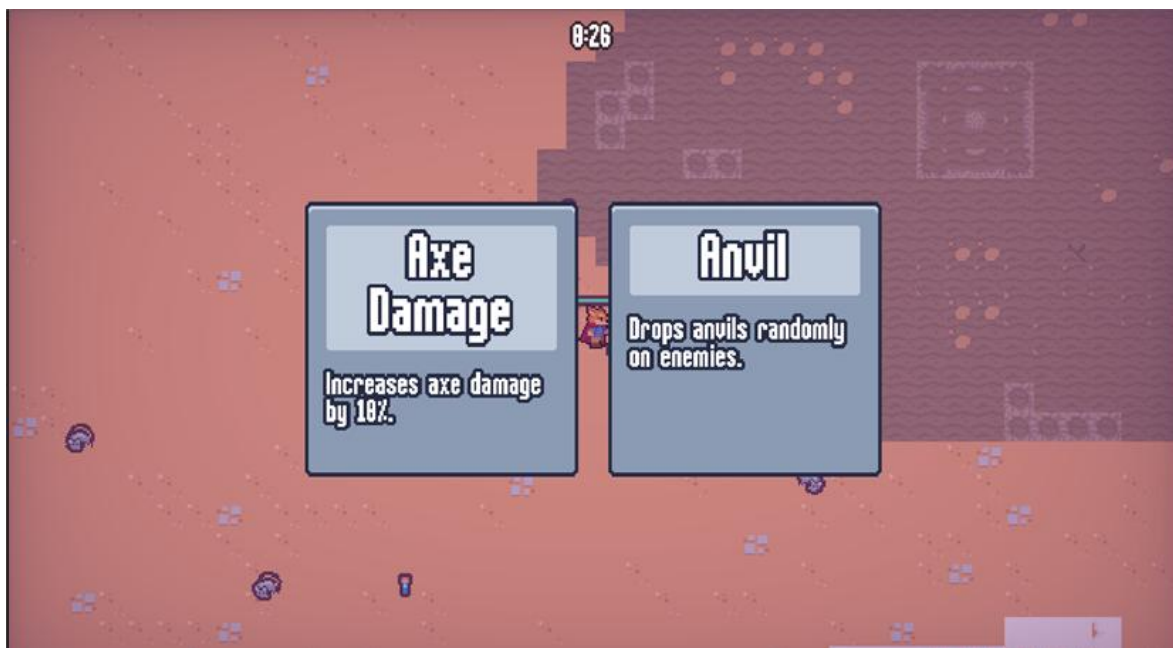 0:26
Axe
Damage
Increases axe damage
by 10%.
Anvil
Drops anvils randomly
on enemies.